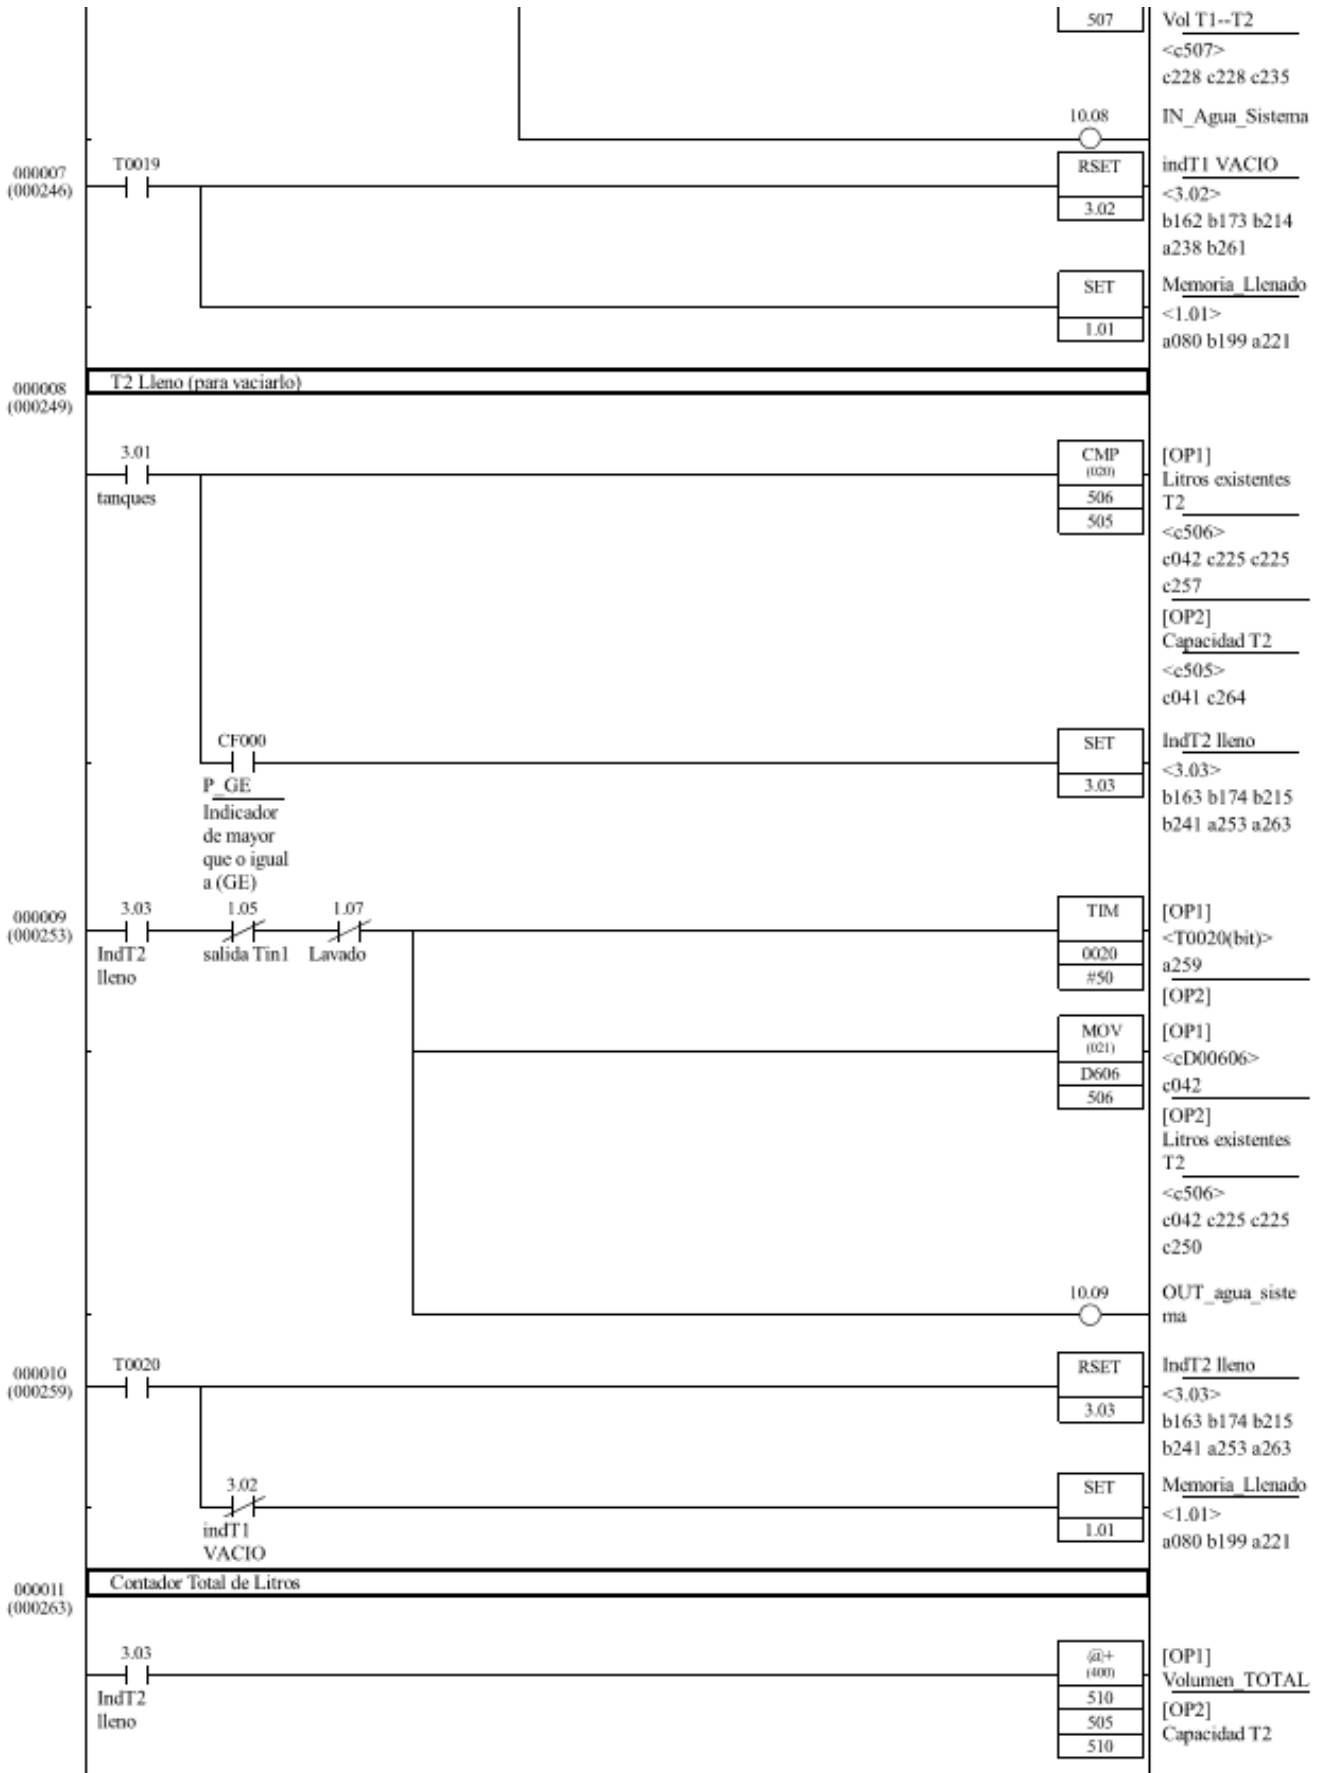 507
Vol T1--T2
<c507>
c228 c228 c235
10.08
IN_Agua_Sistema
000007
(000246)
T0019
RSET
3.02
indT1 VACIO
<3.02>
b162 b173 b214
a238 b261
SET
1.01
Memoria_Llenado
<1.01>
a080 b199 a221
000008
(000249)
T2 Lleno (para vaciarlo)
3.01
tanques
CMP
(020)
506
505
[OP1]
Litros existentes
T2
<c506>
c042 c225 c225
c257
[OP2]
Capacidad T2
<c505>
c041 c264
CF000
P_GE
Indicador
de mayor
que o igual
a (GE)
SET
3.03
IndT2 lleno
<3.03>
b163 b174 b215
b241 a253 a263
000009
(000253)
3.03
IndT2
lleno
1.05
salida Tin1
1.07
Lavado
TIM
0020
#50
[OP1]
<T0020(bit)>
a259
[OP2]
MOV
(021)
D606
506
[OP1]
<cD00606>
c042
[OP2]
Litros existentes
T2
<c506>
c042 c225 c225
c250
10.09
OUT_agua_siste
ma
000010
(000259)
T0020
RSET
3.03
IndT2 lleno
<3.03>
b163 b174 b215
b241 a253 a263
3.02
indT1
VACIO
SET
1.01
Memoria_Llenado
<1.01>
a080 b199 a221
000011
(000263)
Contador Total de Litros
3.03
IndT2
lleno
@+
(400)
510
505
510
[OP1]
Volumen_TOTAL
[OP2]
Capacidad T2